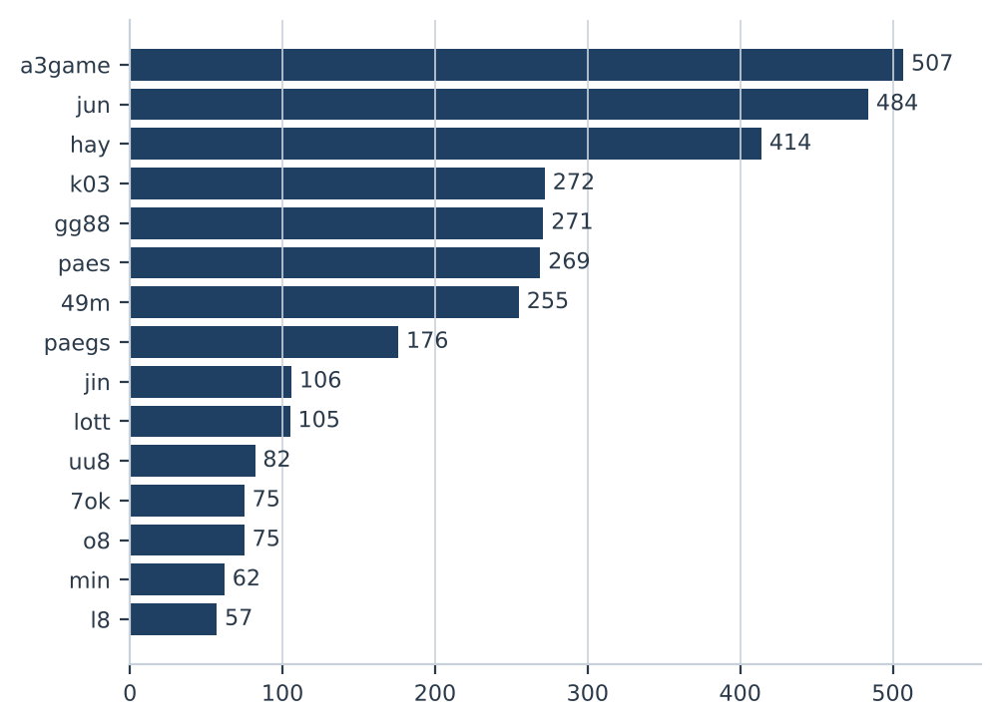 a3game 507
jun 484
hay 414
k03 272
gg88 271
paes 269
49m 255
paegs 176
jin 106
lott 105
uu8 82
7ok 75
o8 75
min 62
l8 57
0 100 200 300 400 500